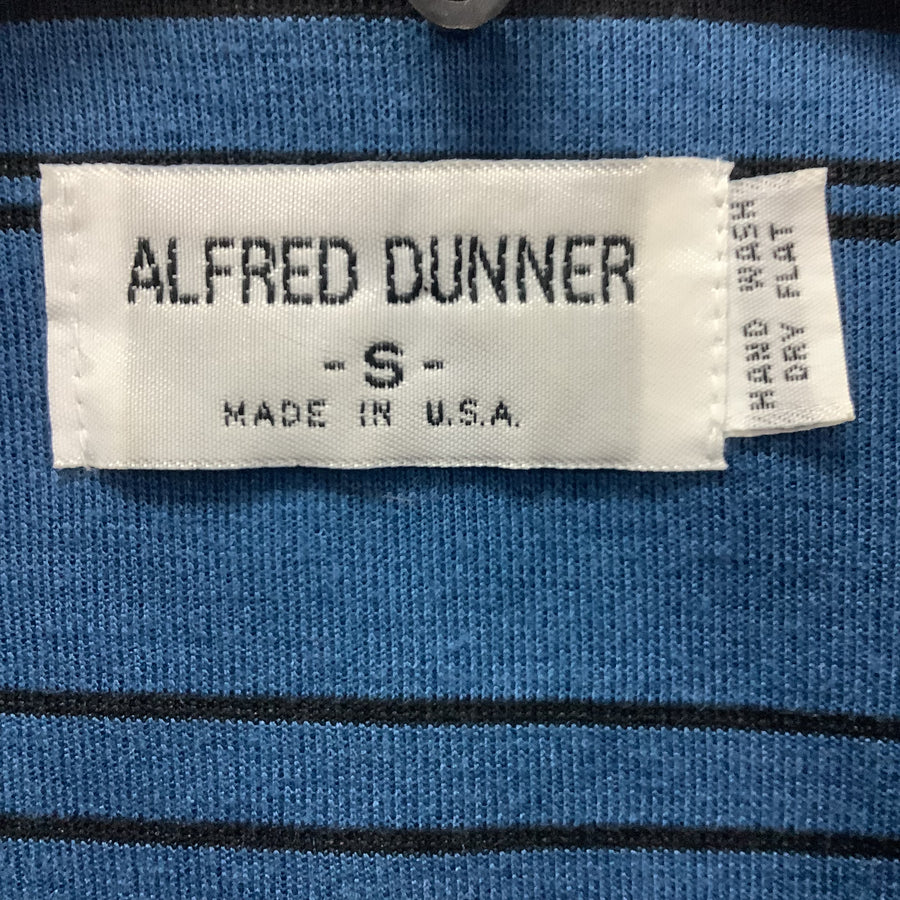 ALFRED DUNNER
- S -
MADE IN U.S.A.
HAND WASH
DRY FLAT